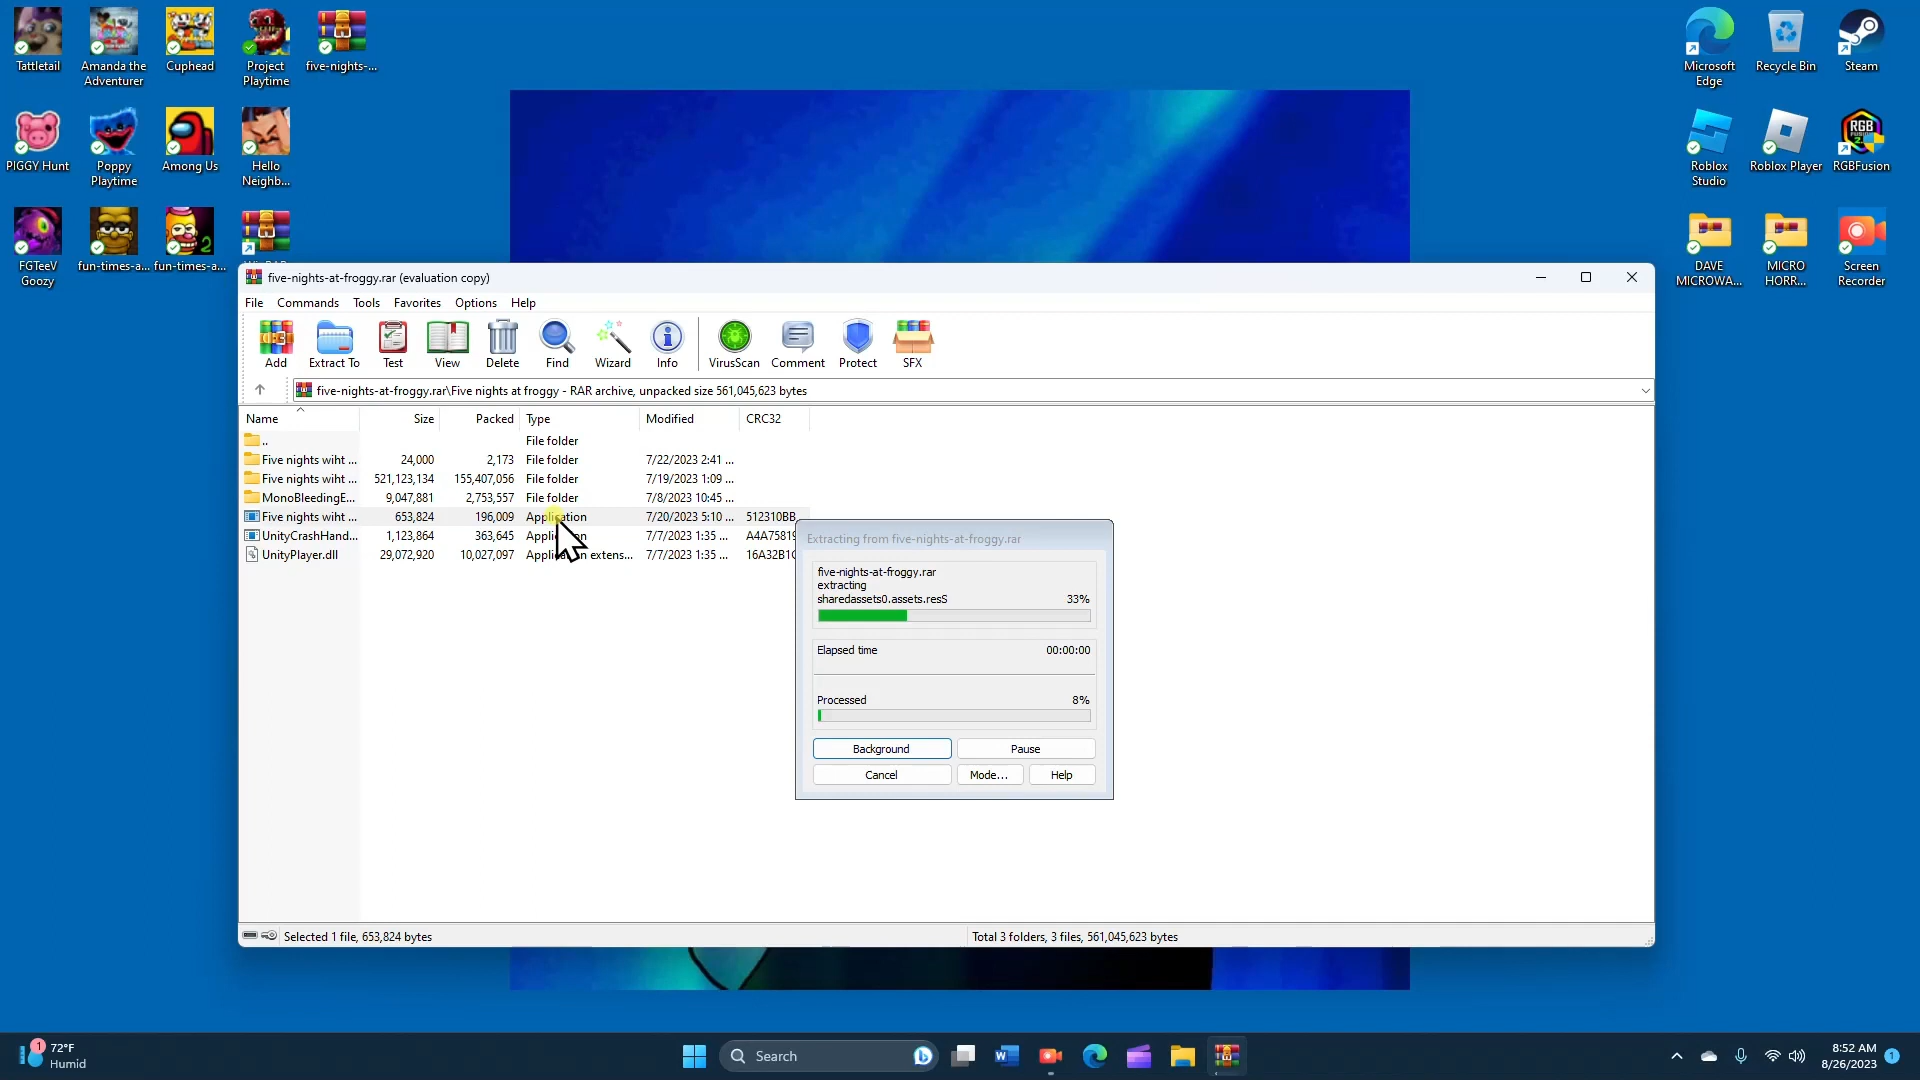 Tattletail
Amanda the
Adventurer
Cuphead
Project
Playtime
five-nights-...
Microsoft
Edge
Recycle Bin
Steam
PIGGY Hunt
Poppy
Playtime
Among Us
Hello
Neighb...
Roblox
Studio
Roblox Player
RGBFusion
FGTeeV
Goozy
fun-times-a...
fun-times-a...
2
DAVE
MICROWA...
MICRO
HORR...
Screen
Recorder
five-nights-at-froggy.rar (evaluation copy)
File Commands Tools Favorites Options Help
Add Extract To Test View Delete Find Wizard Info VirusScan Comment Protect SFX
five-nights-at-froggy.rar\Five nights at froggy - RAR archive, unpacked size 561,045,623 bytes
Name Size Packed Type Modified CRC32
.. File folder
Five nights wiht ... 24,000 2,173 File folder 7/22/2023 2:41 ...
Five nights wiht ... 521,123,134 155,407,056 File folder 7/19/2023 1:09 ...
MonoBleedingE... 9,047,881 2,753,557 File folder 7/8/2023 10:45 ...
Five nights wiht ... 653,824 196,009 Application 7/20/2023 5:10 ... 512310BB
UnityCrashHand... 1,123,864 363,645 7/7/2023 1:35 ... A4A75819
UnityPlayer.dll 29,072,920 10,027,097 extens... 7/7/2023 1:35 ...
Extracting from five-nights-at-froggy.rar
five-nights-at-froggy.rar
extracting
sharedassets0.assets.resS 33%
Elapsed time 00:00:00
Processed 8%
Background Pause
Cancel Mode... Help
Selected 1 file, 653,824 bytes
Total 3 folders, 3 files, 561,045,623 bytes
1
72°F
Humid
Search
8:52 AM
8/26/2023
1